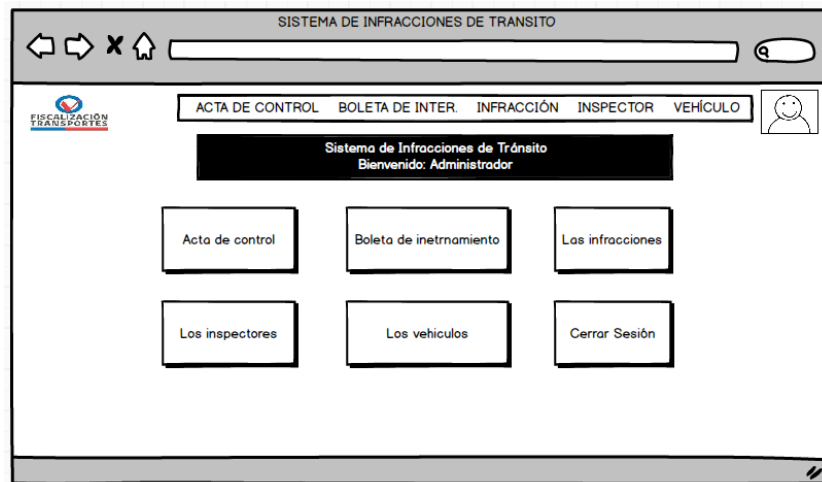 SISTEMA DE INFRACCIONES DE TRANSITO
FISCALIZACIÓN
TRANSPORTES
ACTA DE CONTROL BOLETA DE INTER. INFRACCIÓN INSPECTOR VEHÍCULO
Sistema de Infracciones de Tránsito
Bienvenido: Administrador
Acta de control
Boleta de inetrnamiento
Las infracciones
Los inspectores
Los vehiculos
Cerrar Sesión